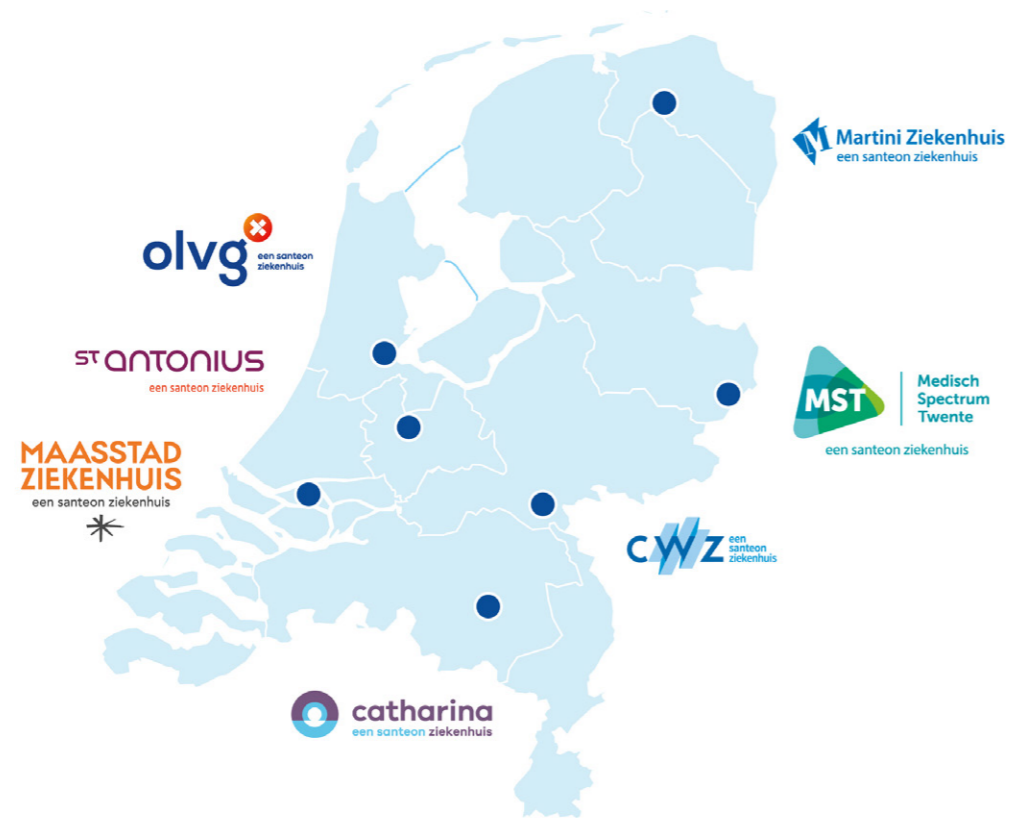 Martini Ziekenhuis
een santeon ziekenhuis
olvg
een santeon
ziekenhuis
ST ANTONIUS
een santeon ziekenhuis
MST
Medisch
Spectrum
Twente
een santeon ziekenhuis
MAASSTAD
ZIEKENHUIS
een santeon ziekenhuis
CWZ
een
santeon
ziekenhuis
catharina
een santeon ziekenhuis